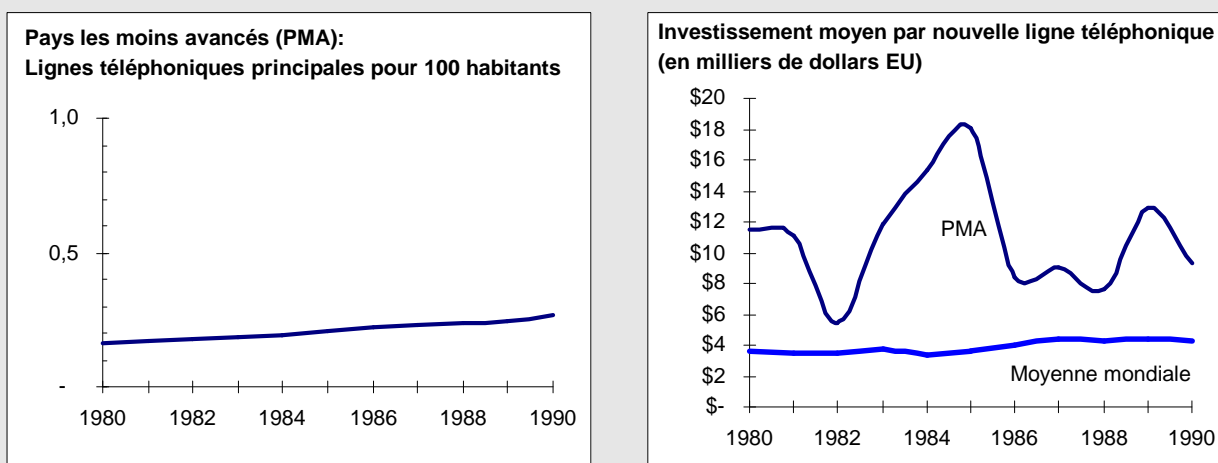 Pays les moins avancés (PMA):
Lignes téléphoniques principales pour 100 habitants
1,0
0,5
-
1980 1982 1984 1986 1988 1990
Investissement moyen par nouvelle ligne téléphonique
(en milliers de dollars EU)
$20
$18
$16
$14
$12
$10
$8
$6
$4
$2
$-
PMA
Moyenne mondiale
1980 1982 1984 1986 1988 1990